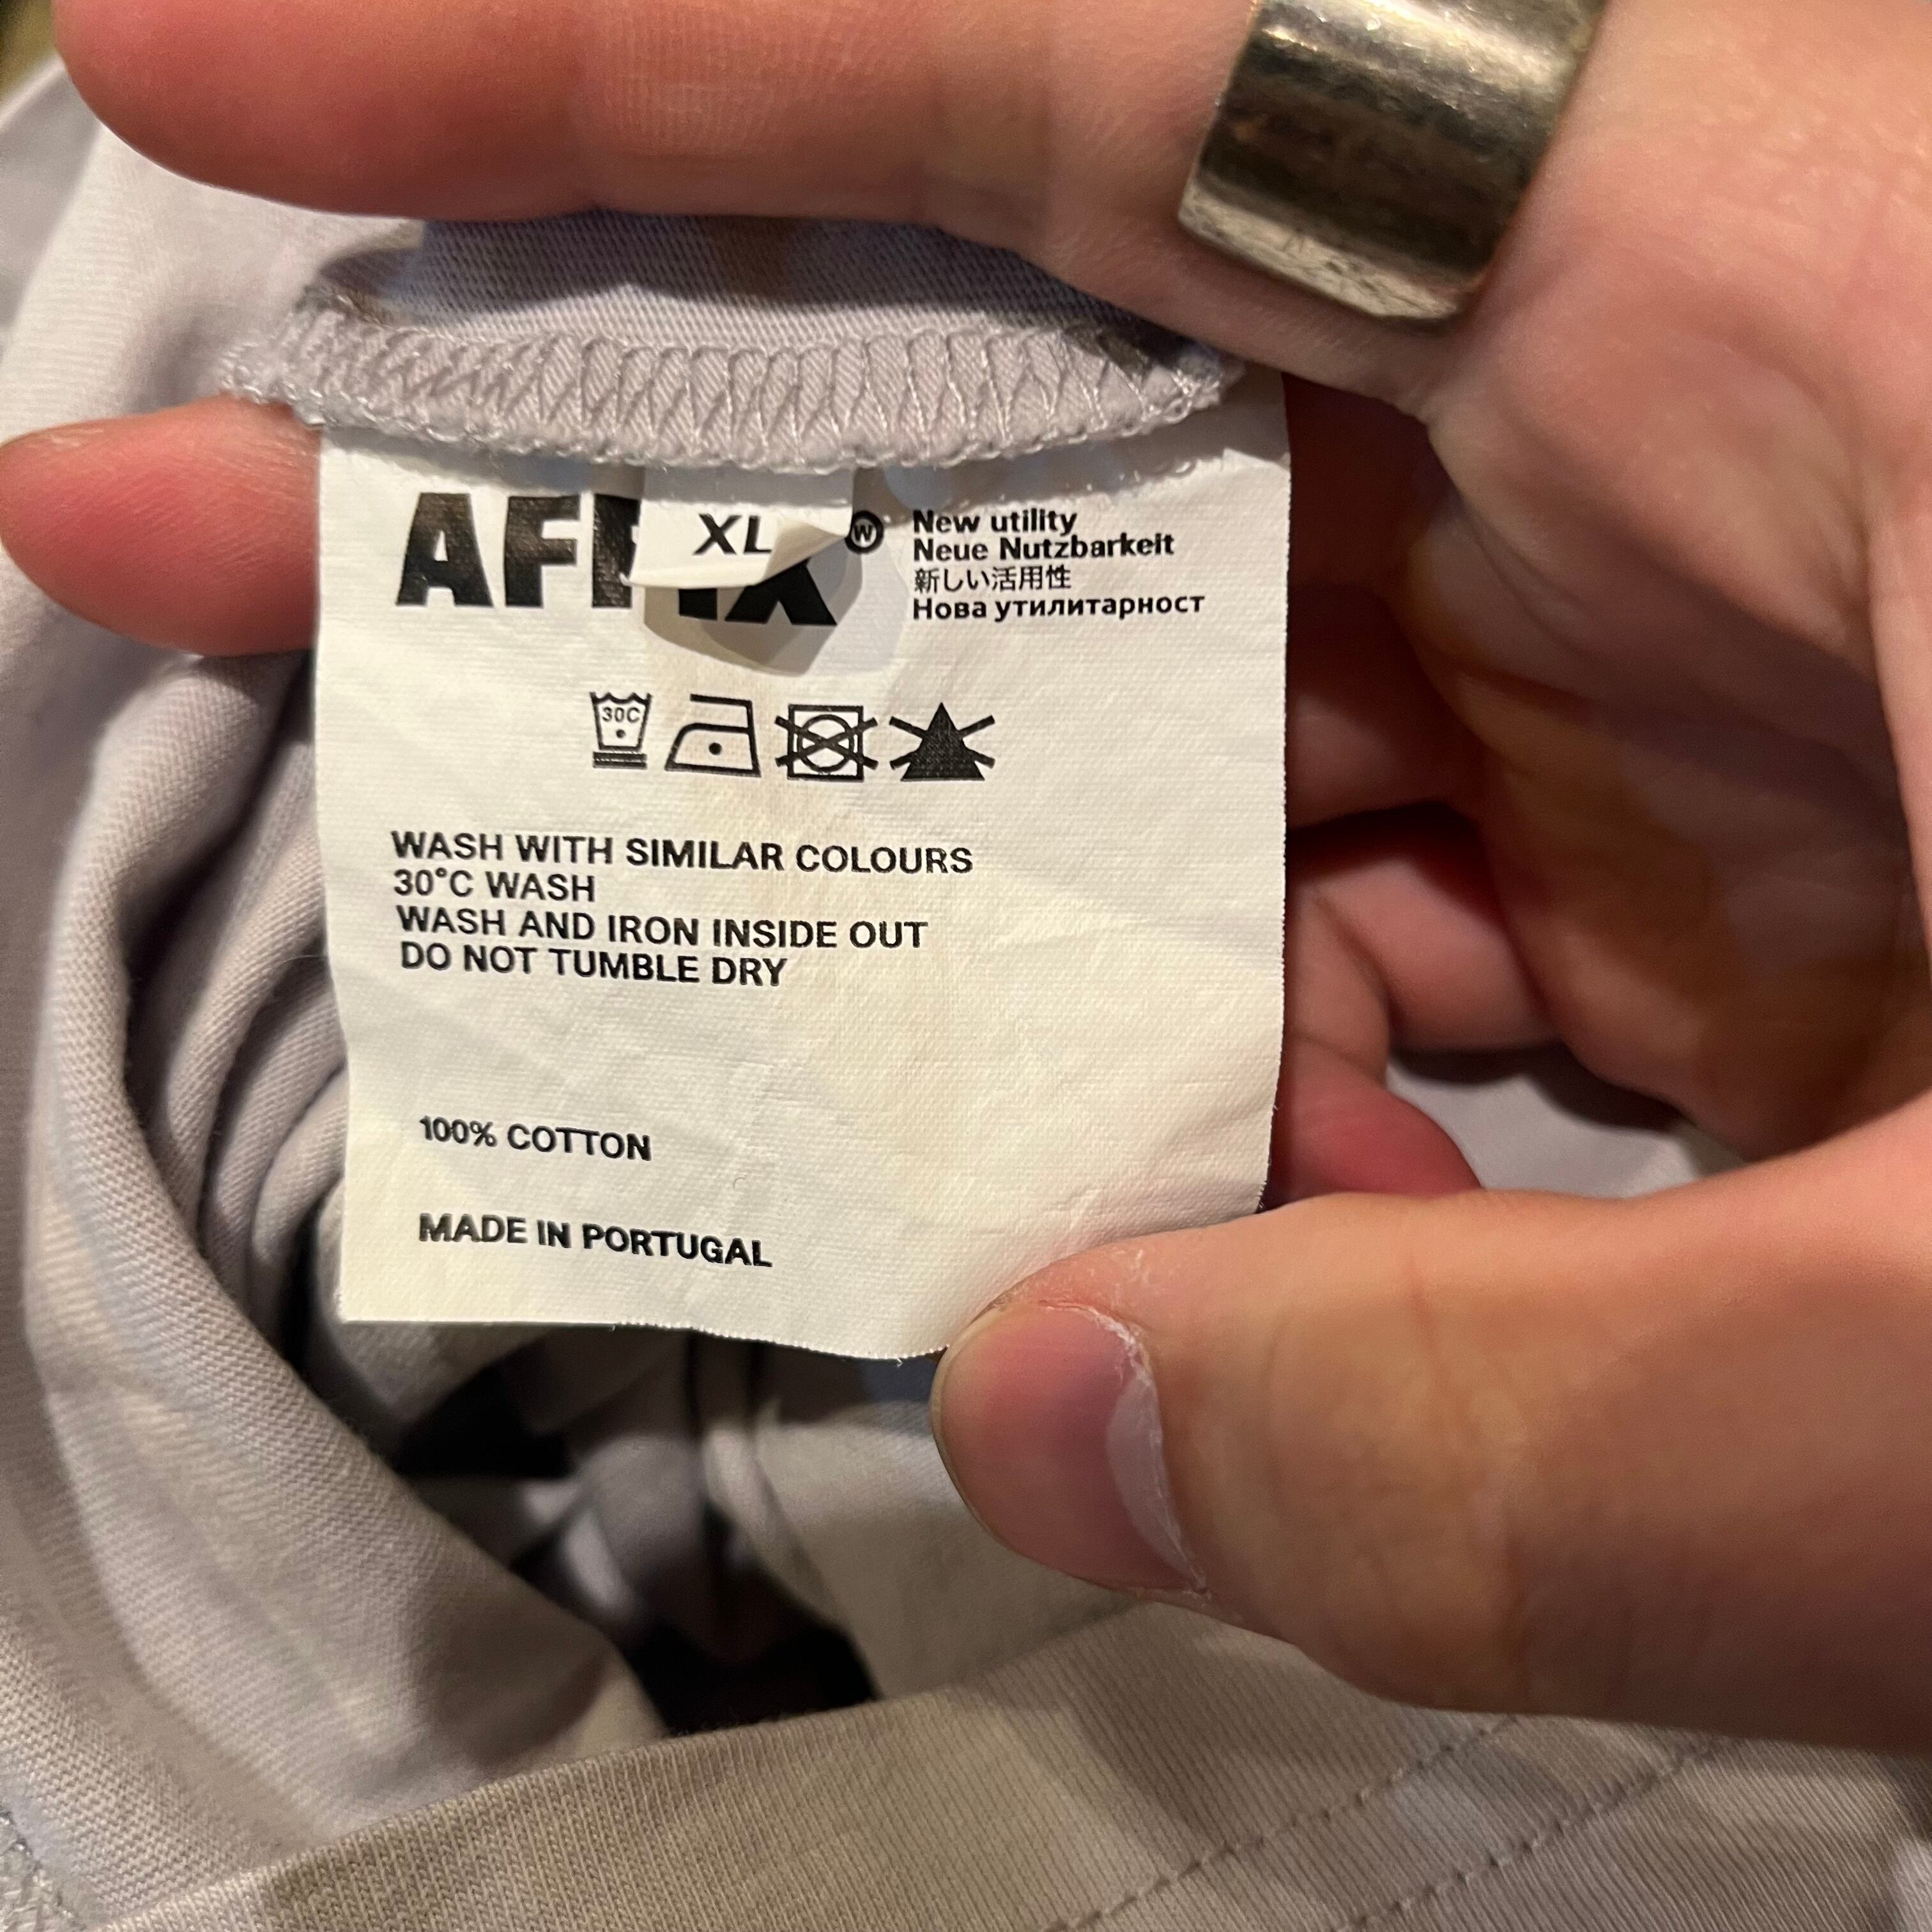 AFFIX
XL
W
New utility
Neue Nutzbarkeit
新しい活用性
Нова утилитарност
30C
WASH WITH SIMILAR COLOURS
30°C WASH
WASH AND IRON INSIDE OUT
DO NOT TUMBLE DRY
100% COTTON
MADE IN PORTUGAL